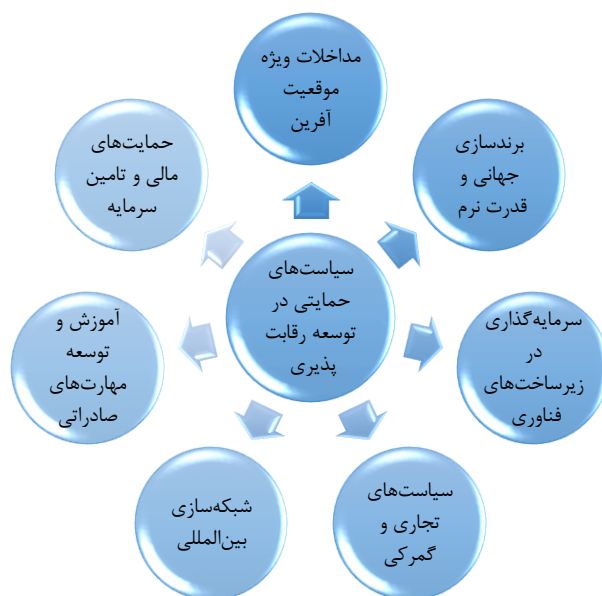 مداخلات ویژه
موقعیت
آفرین
برندسازی
جهانی و
قدرت نرم
سرمایه‌گذاری
در
زیرساخت‌های
فناوری
سیاست‌های
تجاری و
گمرکی
شبکه‌سازی
بین‌المللی
آموزش و
توسعه
مهارت‌های
صادراتی
حمایت‌های
مالی و تامین
سرمایه
سیاست‌های
حمایتی در
توسعه رقابت
پذیری